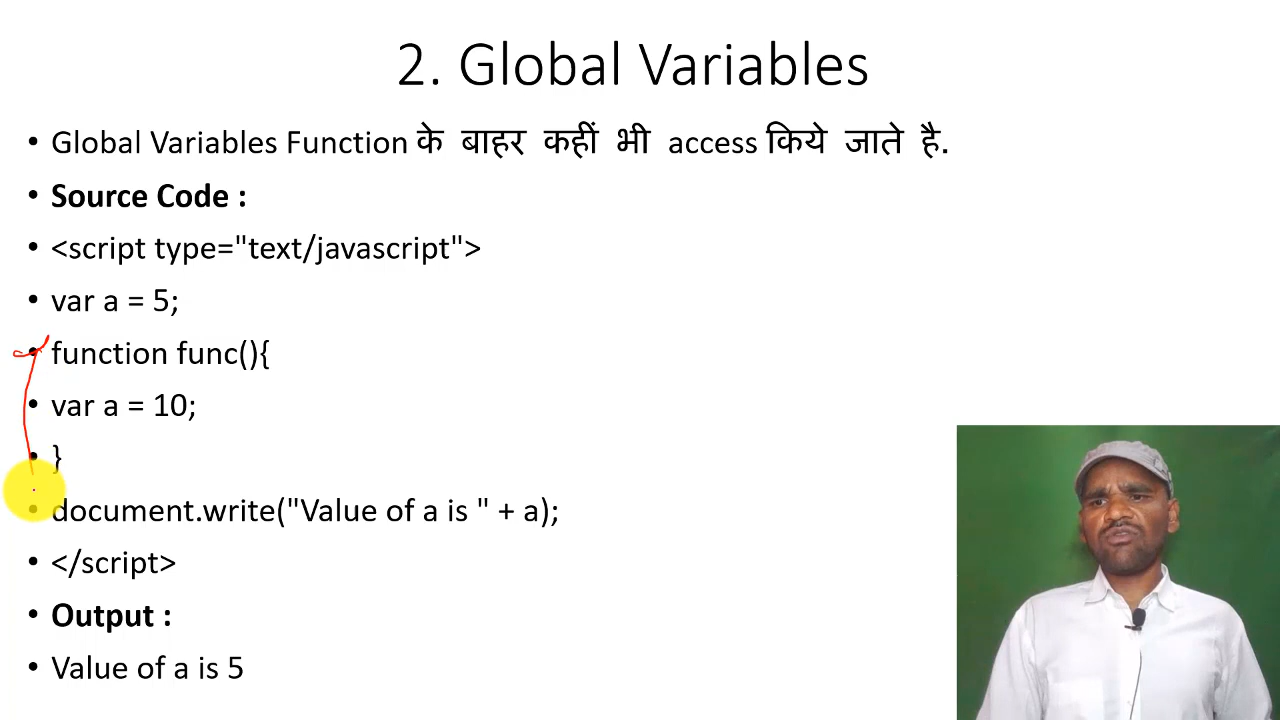 2. Global Variables
• Global Variables Function के बाहर कहीं भी access किये जाते है.
• Source Code :
• <script type="text/javascript">
• var a = 5;
• function func(){
• var a = 10;
• }
• document.write("Value of a is " + a);
• </script>
• Output :
• Value of a is 5